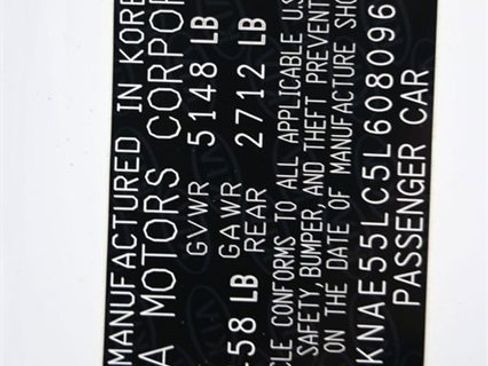 MANUFACTURED IN KORE
A MOTORS CORPOR
GVWR 5148 LB
GAWR
-58 LB REAR 2712 LB
CLE CONFORMS TO ALL APPLICABLE U.S
SAFETY, BUMPER, AND THEFT PREVENT
ON THE DATE OF MANUFACTURE SHO
KNAE55LC5L608096
PASSENGER CAR